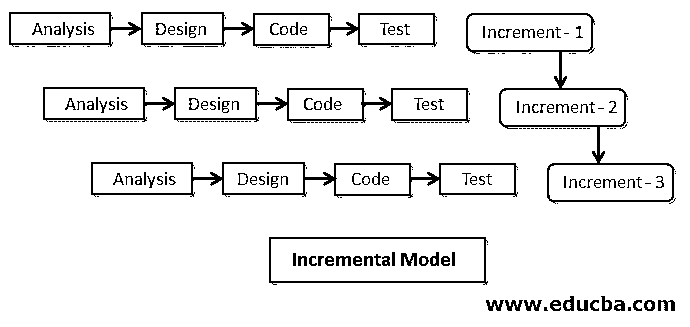 Analysis Design Code Test Increment - 1
Analysis Design Code Test Increment - 2
Analysis Design Code Test Increment - 3
Incremental Model
www.educba.com